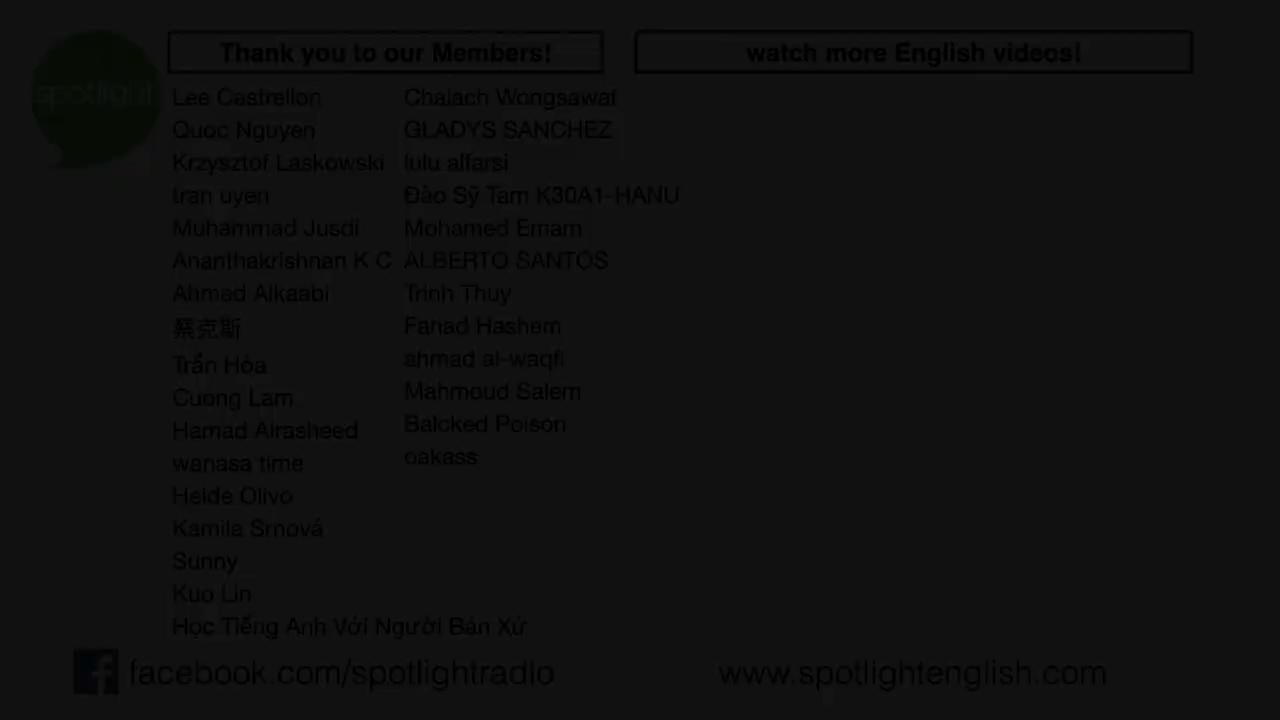 spotlight
Thank you to our Members!
watch more English videos!
Lee Castrellon
Quoc Nguyen
Krzysztof Laskowski
tran uyen
Muhammad Jusdi
Ananthakrishnan K C
Ahmad Alkaabi
蔡克斯
Trần Hòa
Cuong Lam
Hamad Alrasheed
wanasa time
Heide Olivo
Kamila Srnová
Sunny
Kuo Lin
Học Tiếng Anh Với Người Bản Xứ
Chalach Wongsawat
GLADYS SANCHEZ
lulu alfarsi
Đào Sỹ Tam K30A1-HANU
Mohamed Emam
ALBERTO SANTOS
Trinh Thuy
Fahad Hashem
ahmad al-waqfi
Mahmoud Salem
Balcked Poison
oakass
facebook.com/spotlightradio
www.spotlightenglish.com